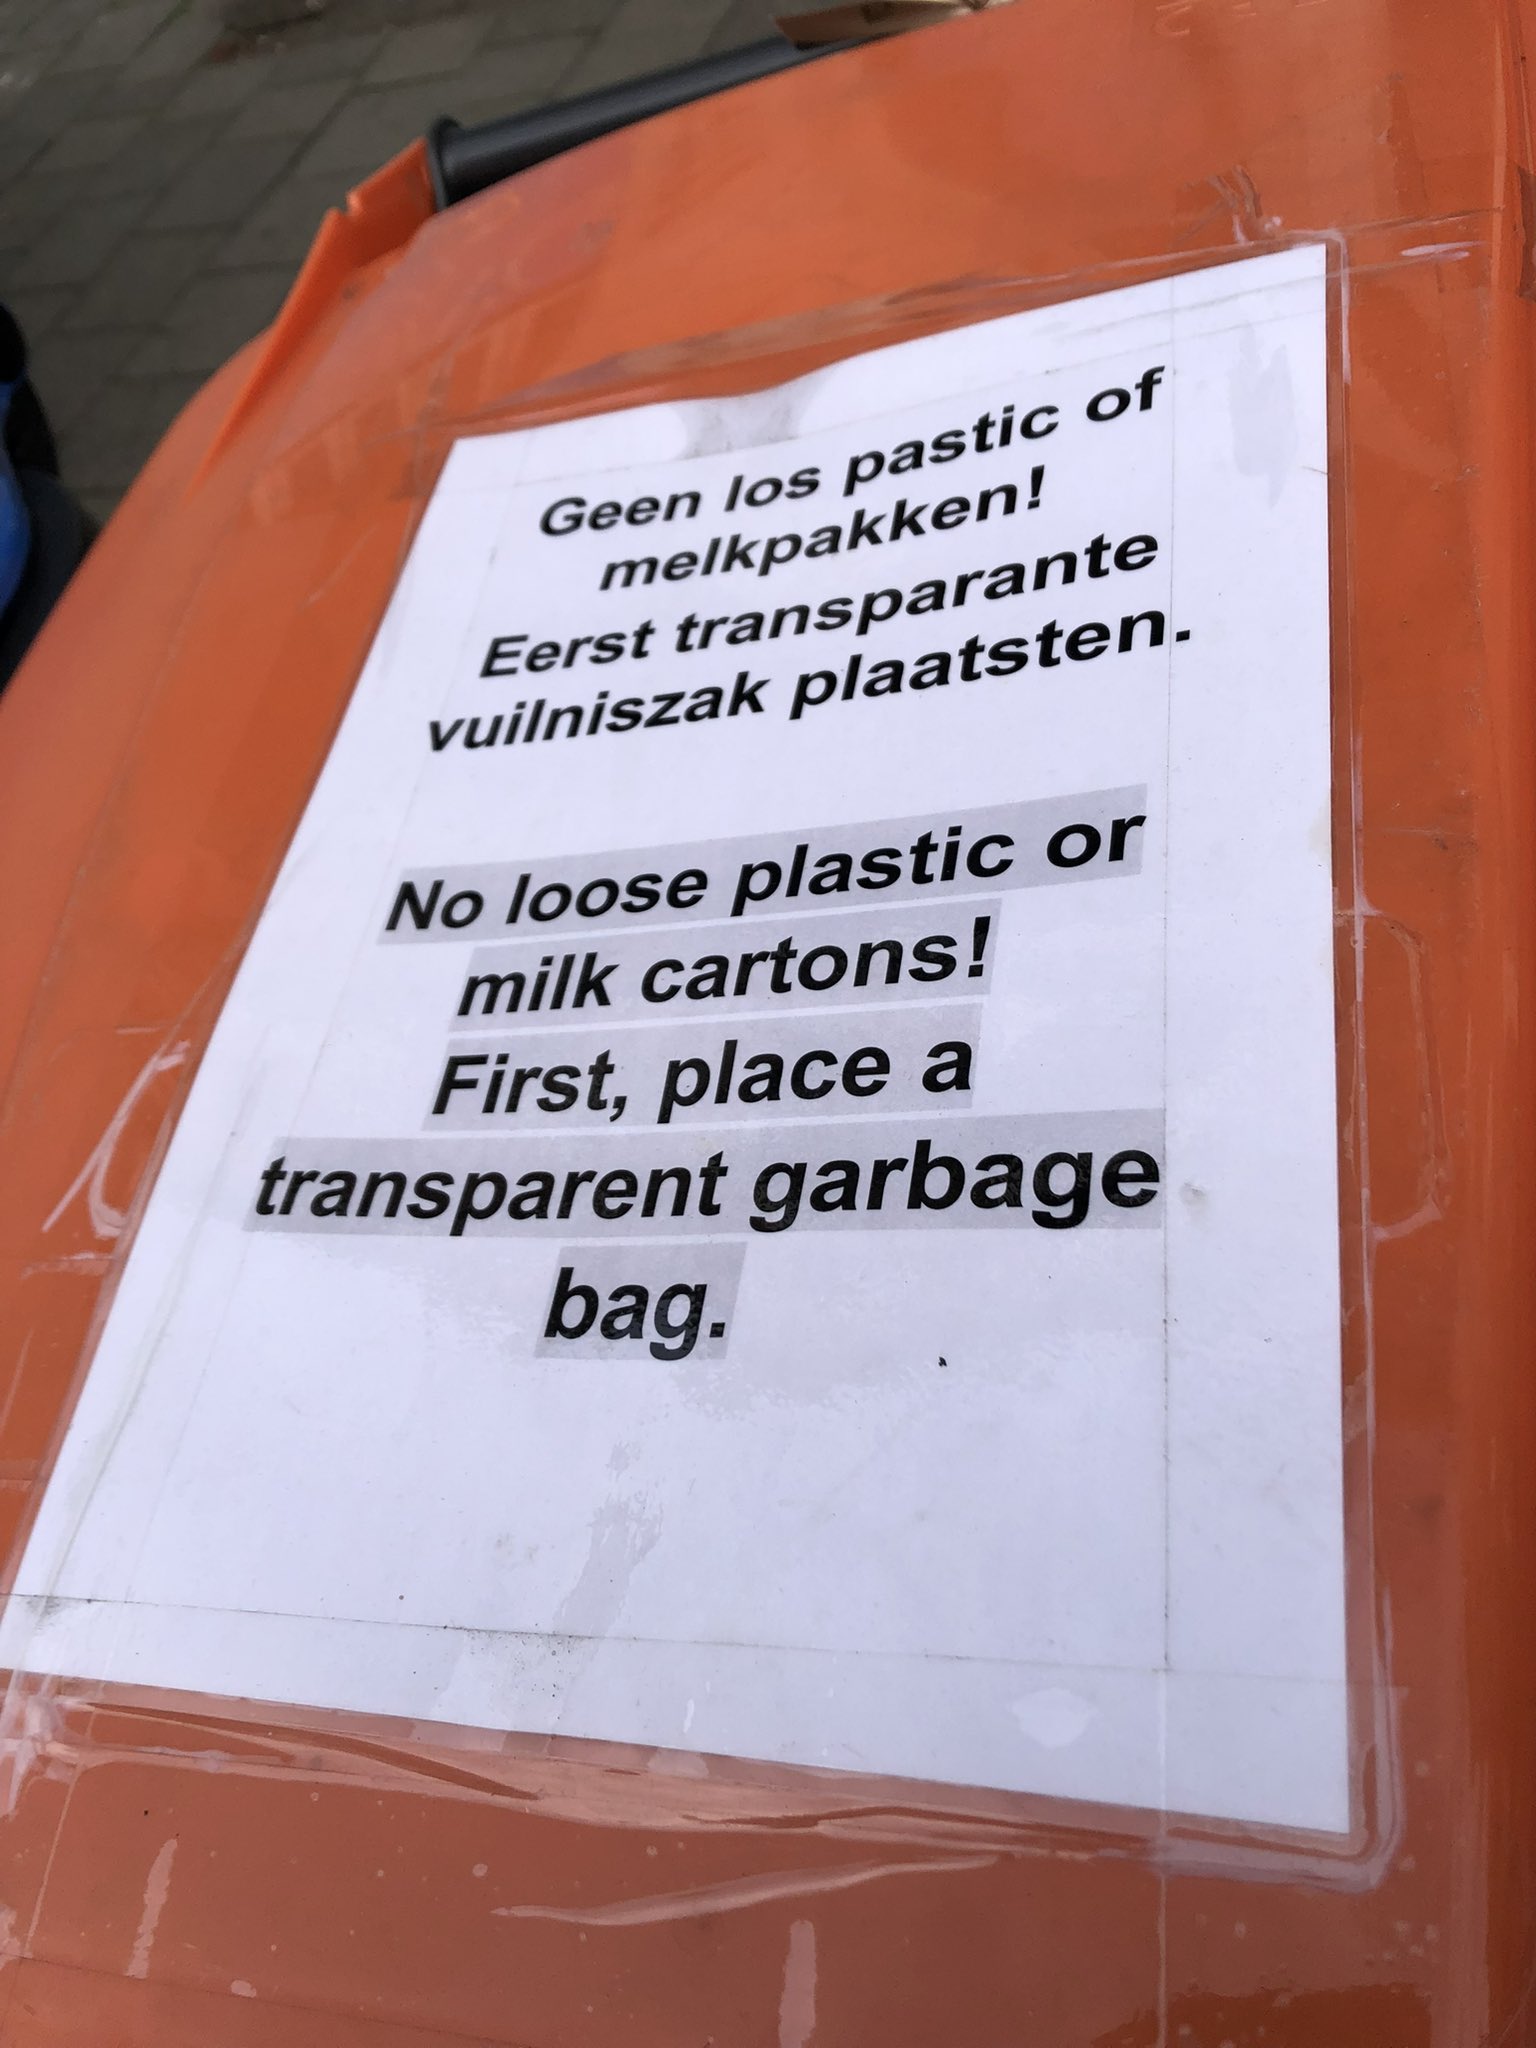 Geen los pastic of
melkpakken!
Eerst transparante
vuilniszak plaatsten.
No loose plastic or
milk cartons!
First, place a
transparent garbage
bag.